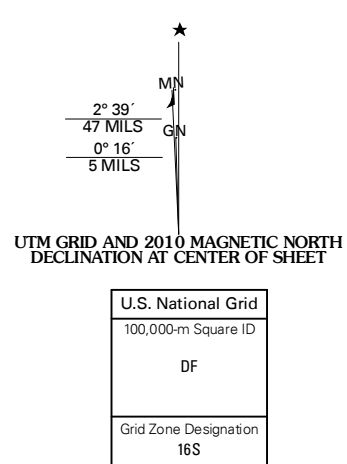 MN
2° 39´
47 MILS
GN
0° 16´
5 MILS
UTM GRID AND 2010 MAGNETIC NORTH
DECLINATION AT CENTER OF SHEET
U.S. National Grid
100,000-m Square ID
DF
Grid Zone Designation
16S